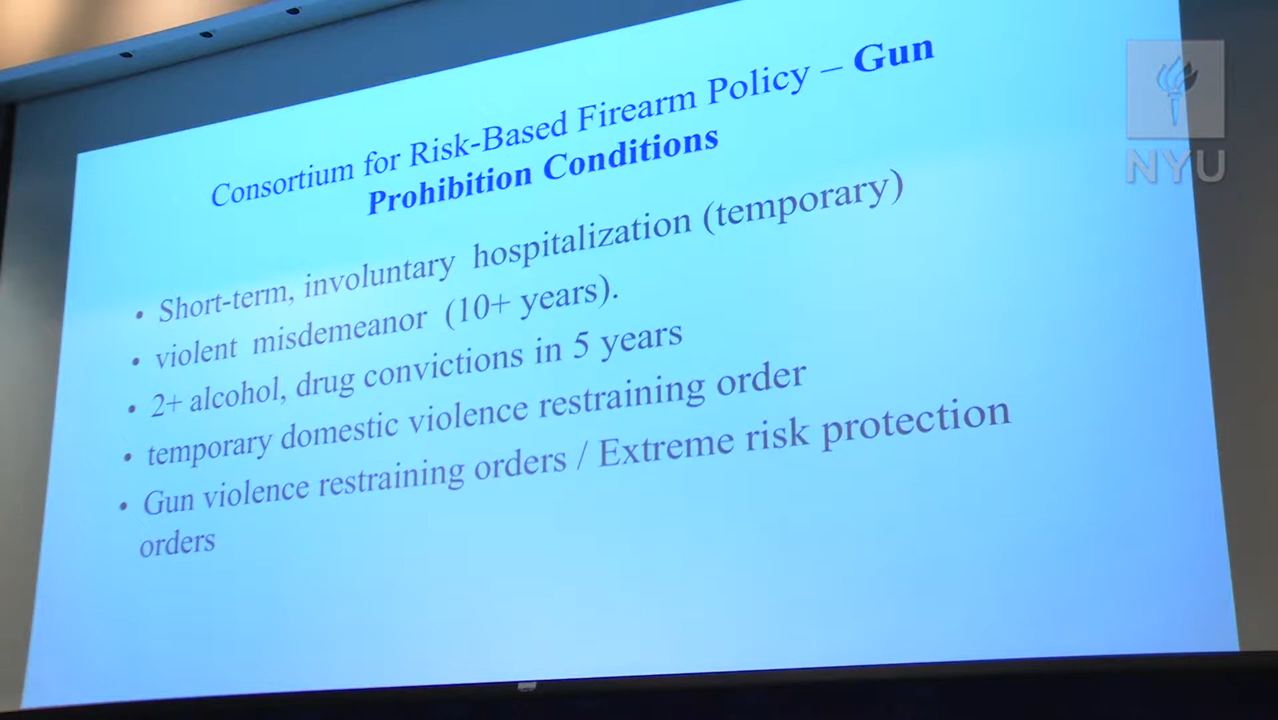 Consortium for Risk-Based Firearm Policy – Gun
Prohibition Conditions
• Short-term, involuntary hospitalization (temporary)
• violent misdemeanor (10+ years).
• 2+ alcohol, drug convictions in 5 years
• temporary domestic violence restraining order
• Gun violence restraining orders / Extreme risk protection
orders
NYU